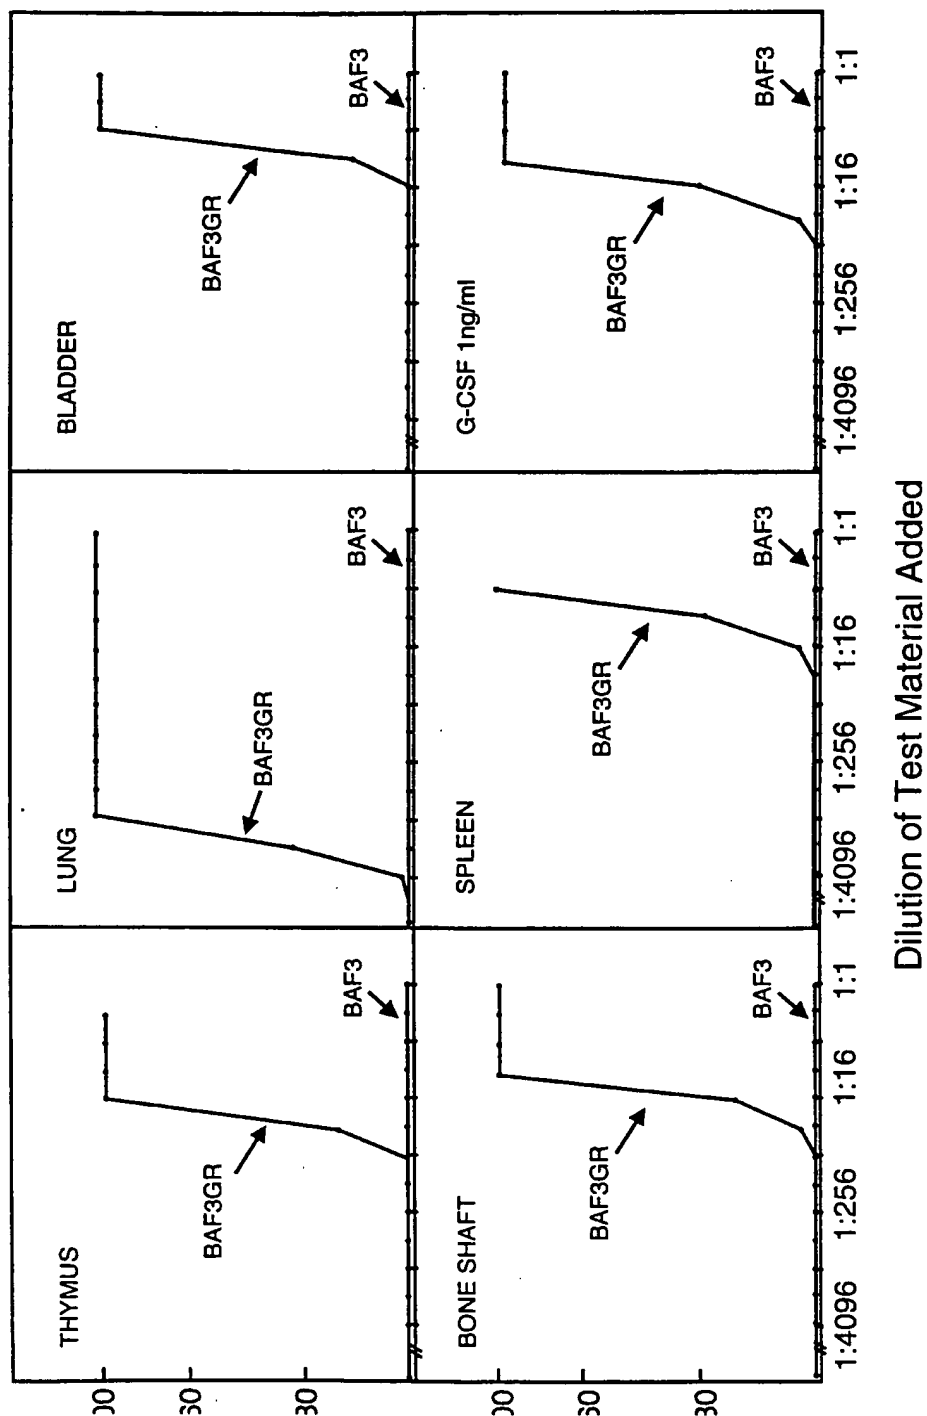 THYMUS
BAF3GR
BAF3
LUNG
BAF3GR
BAF3
BLADDER
BAF3GR
BAF3
BONE SHAFT
BAF3GR
BAF3
SPLEEN
BAF3GR
BAF3
G-CSF 1ng/ml
BAF3GR
BAF3
1:4096 1:256 1:16 1:1 1:4096 1:256 1:16 1:1 1:4096 1:256 1:16 1:1
Dilution of Test Material Added